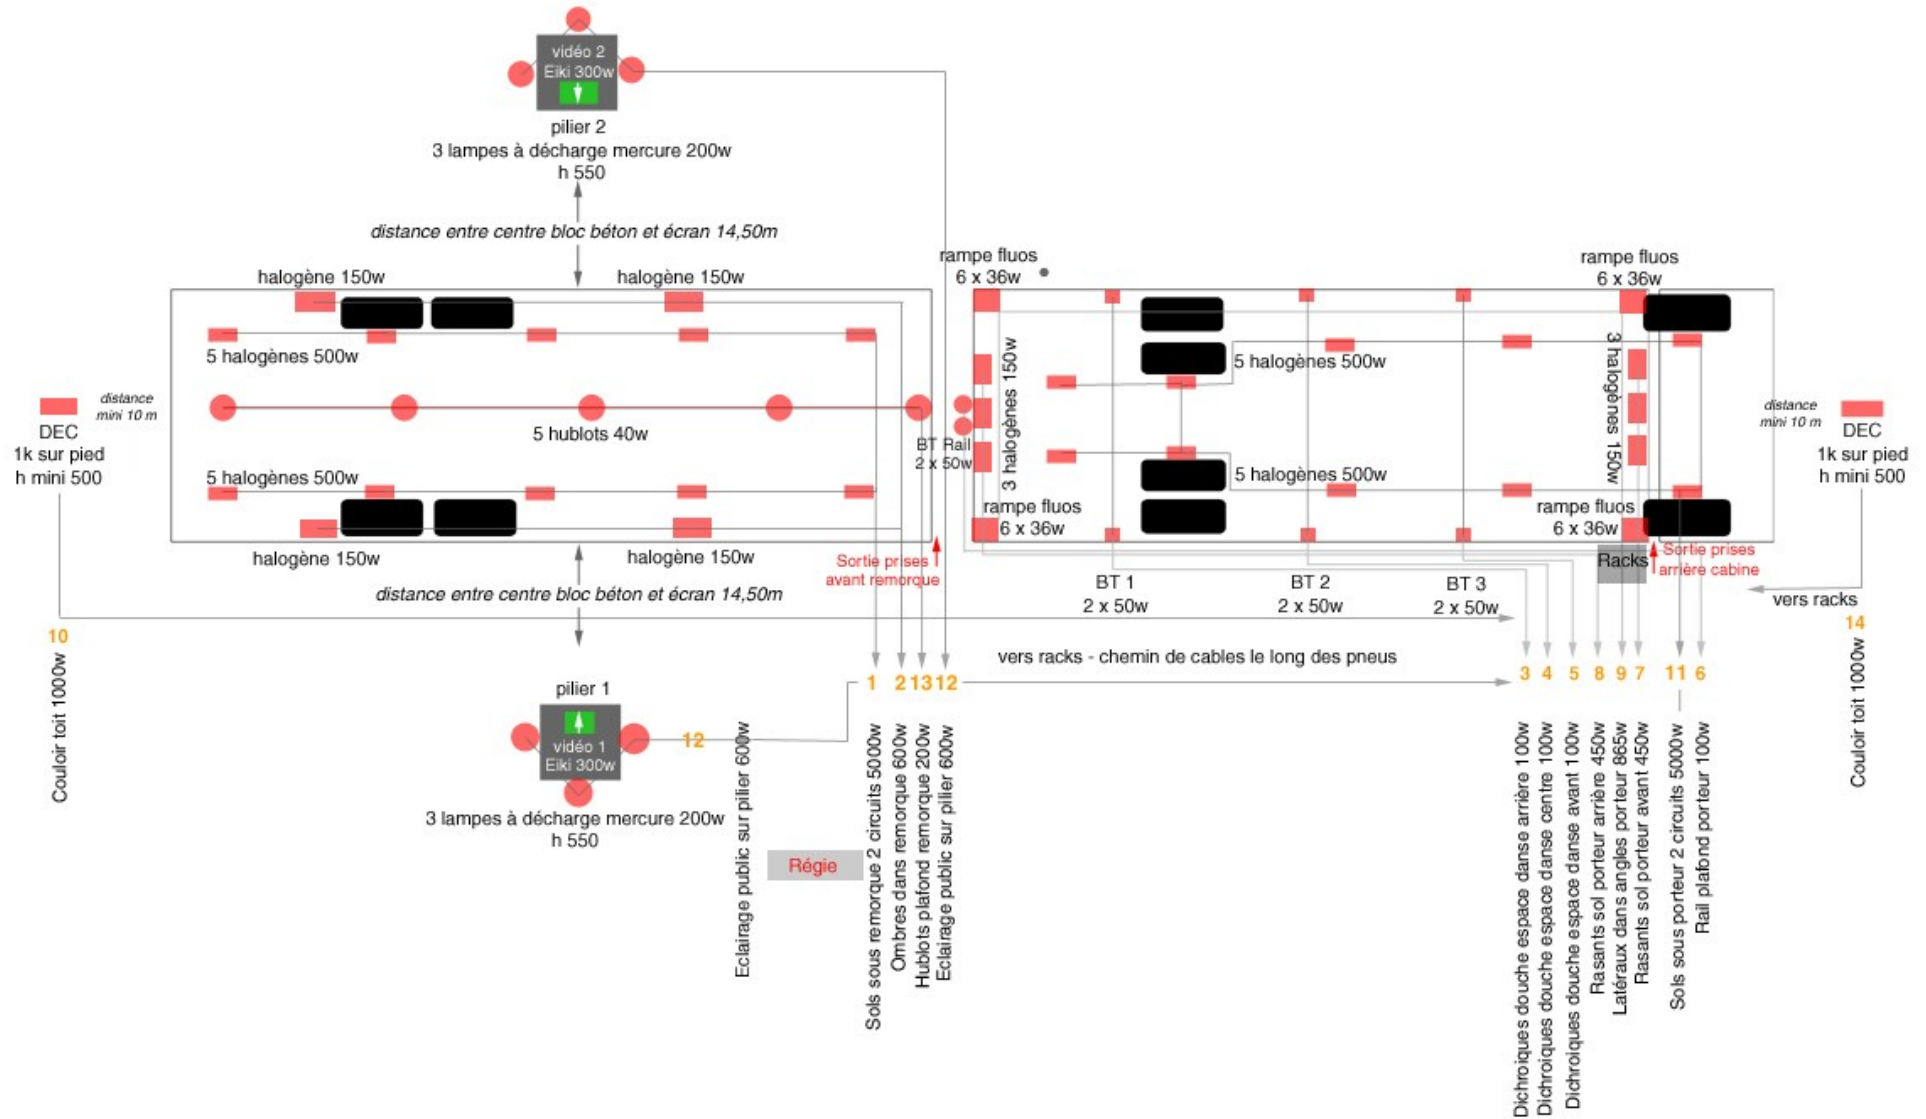 vidéo 2
Eiki 300w
pilier 2
3 lampes à décharge mercure 200w
h 550
distance entre centre bloc béton et écran 14,50m
halogène 150w
halogène 150w
rampe fluos
6 x 36w
rampe fluos
6 x 36w
5 halogènes 500w
3 halogènes 150w
5 halogènes 500w
3 halogènes 150w
distance
mini 10 m
DEC
1k sur pied
h mini 500
5 hublots 40w
BT Rail
2 x 50w
distance
mini 10 m
DEC
1k sur pied
h mini 500
5 halogènes 500w
5 halogènes 500w
rampe fluos
6 x 36w
rampe fluos
6 x 36w
halogène 150w
halogène 150w
Sortie prises
avant remorque
Racks
Sortie prises
arrière cabine
BT 1
2 x 50w
BT 2
2 x 50w
BT 3
2 x 50w
distance entre centre bloc béton et écran 14,50m
vers racks
10
Couloir toit 1000w
14
Couloir toit 1000w
vers racks - chemin de cables le long des pneus
pilier 1
vidéo 1
Eiki 300w
3 lampes à décharge mercure 200w
h 550
12
Eclairage public sur pilier 600w
Régie
1
2
13
12
Sols sous remorque 2 circuits 5000w
Ombres dans remorque 600w
Hublots plafond remorque 200w
Eclairage public sur pilier 600w
3
4
5
8
9
7
11
6
Dichroiques douche espace danse arrière 100w
Dichroiques douche espace danse centre 100w
Dichroiques douche espace danse avant 100w
Rasants sol porteur arrière 450w
Latéraux dans angles porteur 865w
Rasants sol porteur avant 450w
Sols sous porteur 2 circuits 5000w
Rail plafond porteur 100w